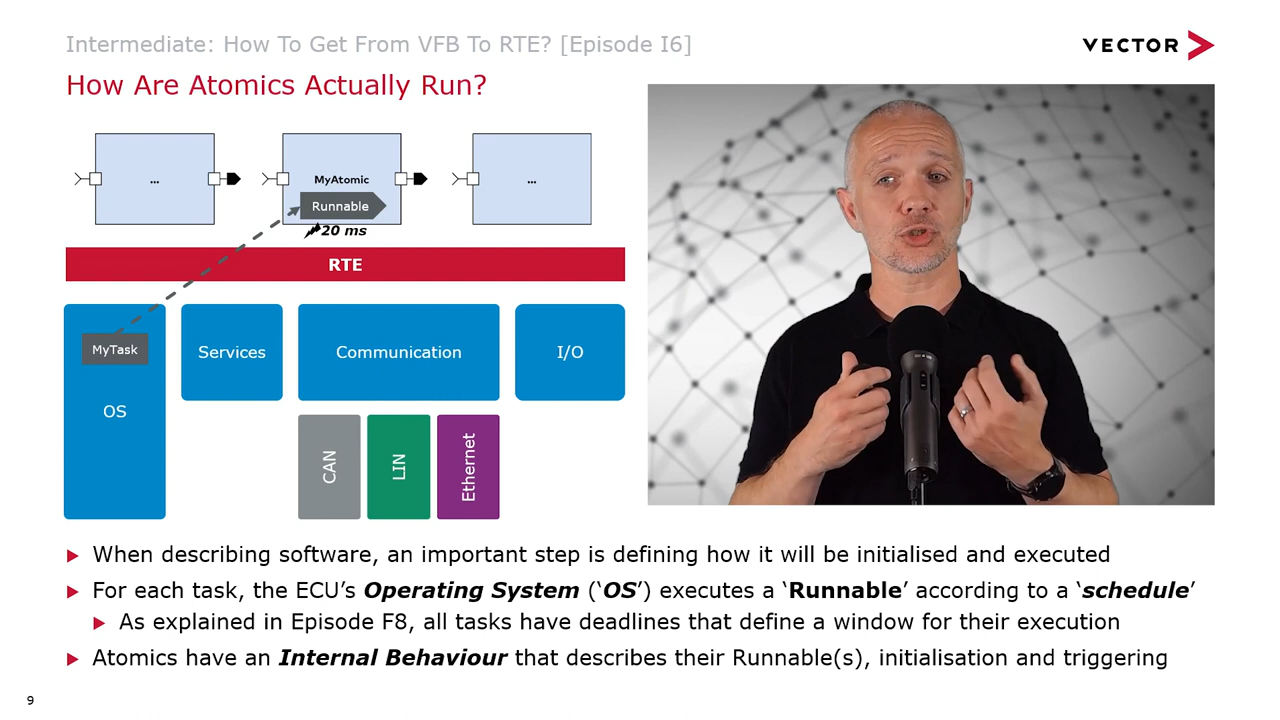 Intermediate: How To Get From VFB To RTE? [Episode I6]
VECTOR
How Are Atomics Actually Run?
...
MyAtomic
...
Runnable
20 ms
RTE
MyTask
OS
Services
Communication
I/O
CAN
LIN
Ethernet
When describing software, an important step is defining how it will be initialised and executed
For each task, the ECU’s Operating System (‘OS’) executes a ‘Runnable’ according to a ‘schedule’
As explained in Episode F8, all tasks have deadlines that define a window for their execution
Atomics have an Internal Behaviour that describes their Runnable(s), initialisation and triggering
9